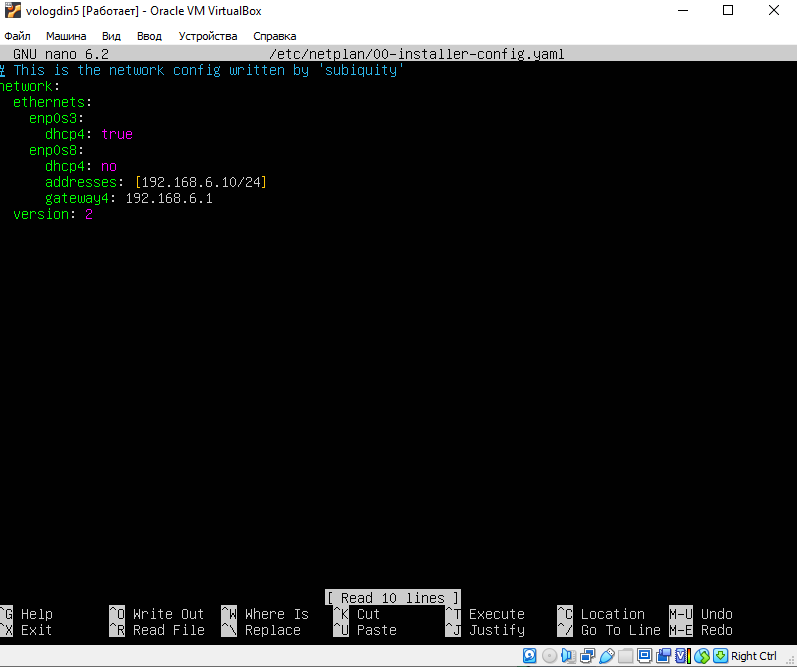 vologdin5 [Работает] - Oracle VM VirtualBox
Файл Машина Вид Ввод Устройства Справка
GNU nano 6.2 /etc/netplan/00-installer-config.yaml
# This is the network config written by 'subiquity'
network:
  ethernets:
    enp0s3:
      dhcp4: true
    enp0s8:
      dhcp4: no
      addresses: [192.168.6.10/24]
      gateway4: 192.168.6.1
  version: 2
[ Read 10 lines ]
^G Help ^O Write Out ^W Where Is ^K Cut ^T Execute ^C Location M-U Undo
^X Exit ^R Read File ^\ Replace ^U Paste ^J Justify ^/ Go To Line M-E Redo
Right Ctrl